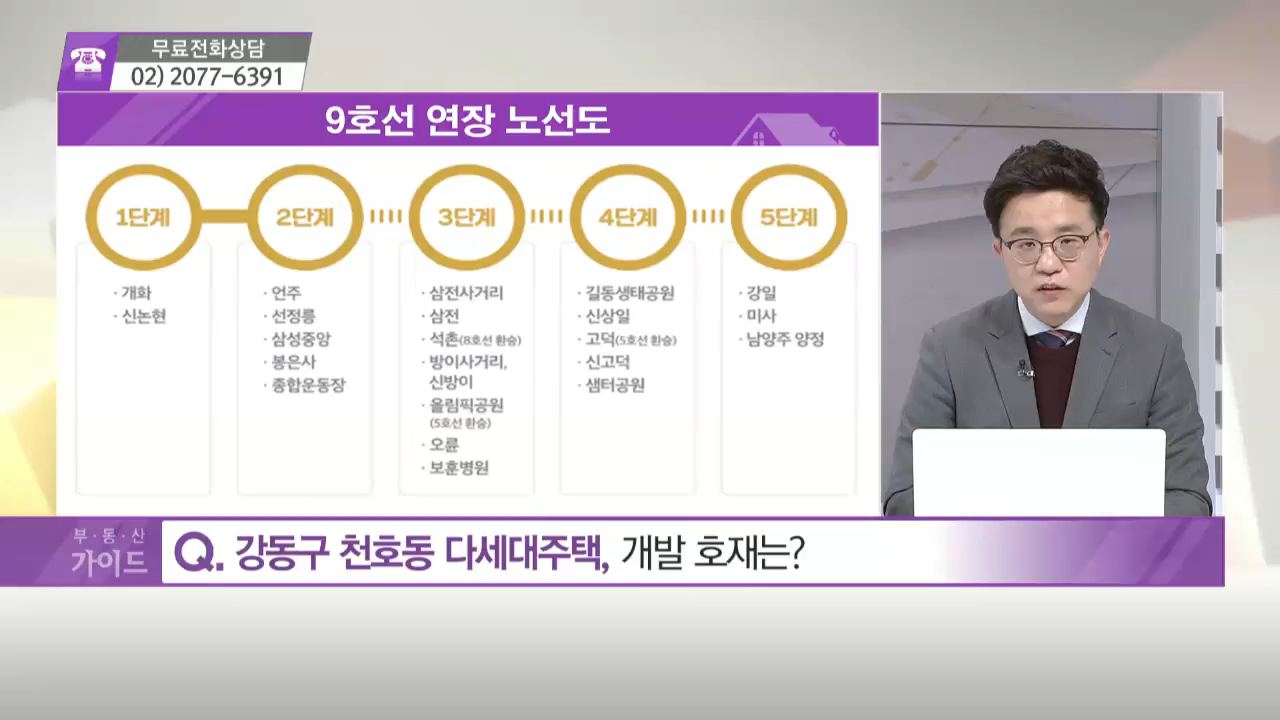 무료전화상담
02) 2077-6391
9호선 연장 노선도
1단계
2단계
3단계
4단계
5단계
· 개화
· 신논현
· 언주
· 선정릉
· 삼성중앙
· 봉은사
· 종합운동장
· 삼전사거리
· 삼전
· 석촌(8호선 환승)
· 방이사거리,
신방이
· 올림픽공원
(5호선 환승)
· 오륜
· 보훈병원
· 길동생태공원
· 신상일
· 고덕(5호선 환승)
· 신고덕
· 샘터공원
· 강일
· 미사
· 남양주 양정
부·동·산
가이드
Q. 강동구 천호동 다세대주택, 개발 호재는?